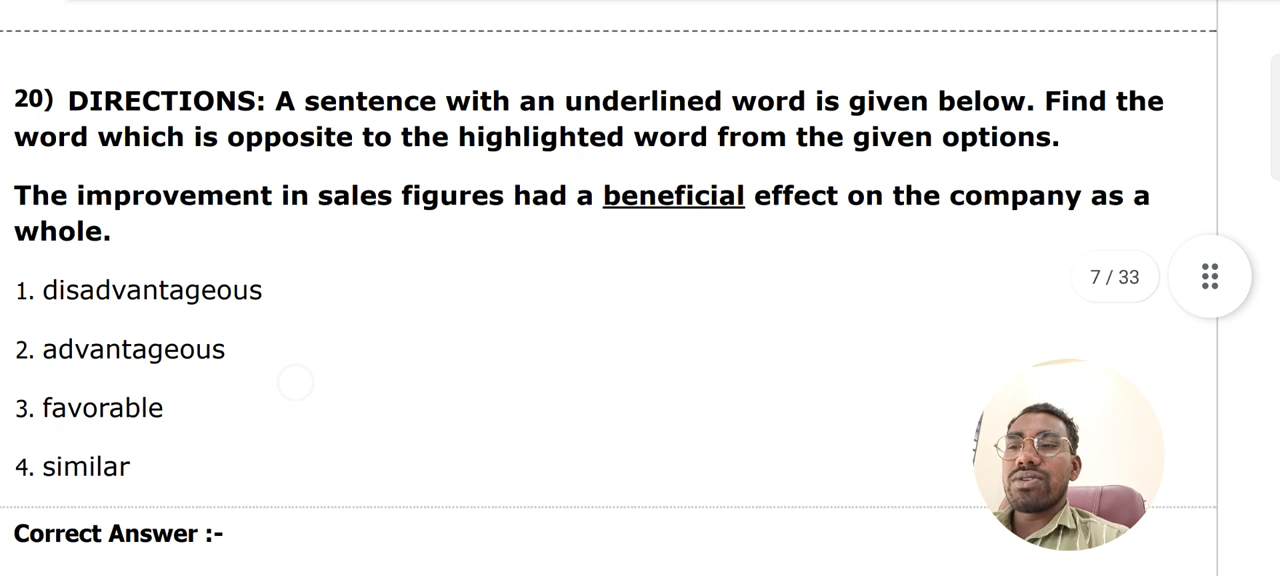 20) DIRECTIONS: A sentence with an underlined word is given below. Find the
word which is opposite to the highlighted word from the given options.
The improvement in sales figures had a beneficial effect on the company as a
whole.
1. disadvantageous
2. advantageous
3. favorable
4. similar
7 / 33
Correct Answer :-